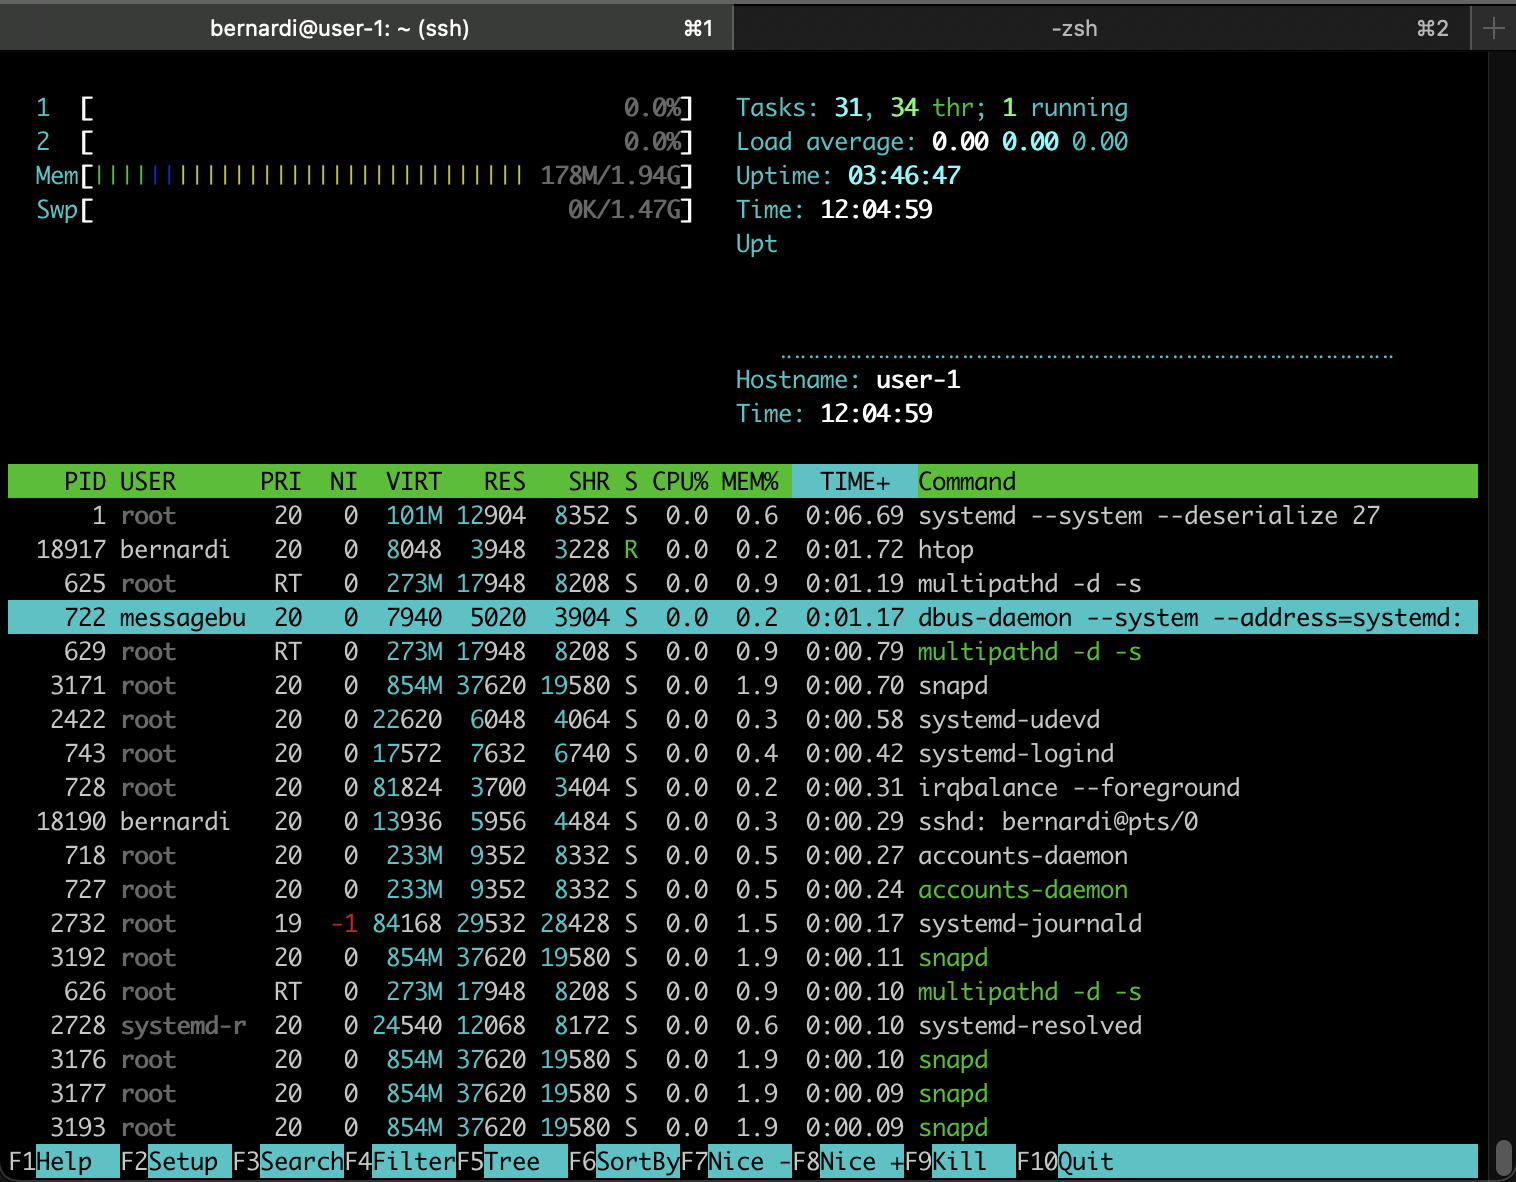 bernardi@user-1: ~ (ssh) ⌘1 -zsh ⌘2 +
1 [ 0.0%] Tasks: 31, 34 thr; 1 running
2 [ 0.0%] Load average: 0.00 0.00 0.00
Mem[||||||||||||||||||||||||||||||| 178M/1.94G] Uptime: 03:46:47
Swp[ 0K/1.47G] Time: 12:04:59
Upt
Hostname: user-1
Time: 12:04:59
PID USER PRI NI VIRT RES SHR S CPU% MEM% TIME+ Command
1 root 20 0 101M 12904 8352 S 0.0 0.6 0:06.69 systemd --system --deserialize 27
18917 bernardi 20 0 8048 3948 3228 R 0.0 0.2 0:01.72 htop
625 root RT 0 273M 17948 8208 S 0.0 0.9 0:01.19 multipathd -d -s
722 messagebu 20 0 7940 5020 3904 S 0.0 0.2 0:01.17 dbus-daemon --system --address=systemd:
629 root RT 0 273M 17948 8208 S 0.0 0.9 0:00.79 multipathd -d -s
3171 root 20 0 854M 37620 19580 S 0.0 1.9 0:00.70 snapd
2422 root 20 0 22620 6048 4064 S 0.0 0.3 0:00.58 systemd-udevd
743 root 20 0 17572 7632 6740 S 0.0 0.4 0:00.42 systemd-logind
728 root 20 0 81824 3700 3404 S 0.0 0.2 0:00.31 irqbalance --foreground
18190 bernardi 20 0 13936 5956 4484 S 0.0 0.3 0:00.29 sshd: bernardi@pts/0
718 root 20 0 233M 9352 8332 S 0.0 0.5 0:00.27 accounts-daemon
727 root 20 0 233M 9352 8332 S 0.0 0.5 0:00.24 accounts-daemon
2732 root 19 -1 84168 29532 28428 S 0.0 1.5 0:00.17 systemd-journald
3192 root 20 0 854M 37620 19580 S 0.0 1.9 0:00.11 snapd
626 root RT 0 273M 17948 8208 S 0.0 0.9 0:00.10 multipathd -d -s
2728 systemd-r 20 0 24540 12068 8172 S 0.0 0.6 0:00.10 systemd-resolved
3176 root 20 0 854M 37620 19580 S 0.0 1.9 0:00.10 snapd
3177 root 20 0 854M 37620 19580 S 0.0 1.9 0:00.09 snapd
3193 root 20 0 854M 37620 19580 S 0.0 1.9 0:00.09 snapd
F1Help F2Setup F3SearchF4FilterF5Tree F6SortByF7Nice -F8Nice +F9Kill F10Quit